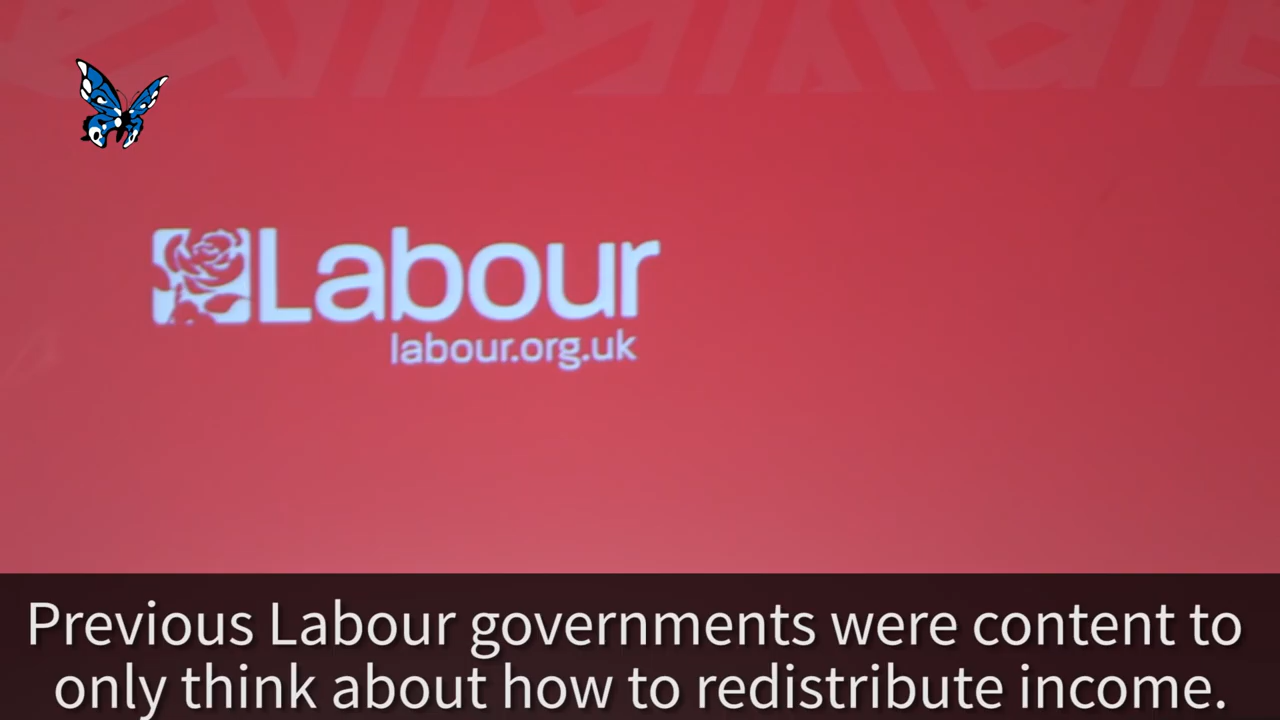 Labour
labour.org.uk
Previous Labour governments were content to
only think about how to redistribute income.